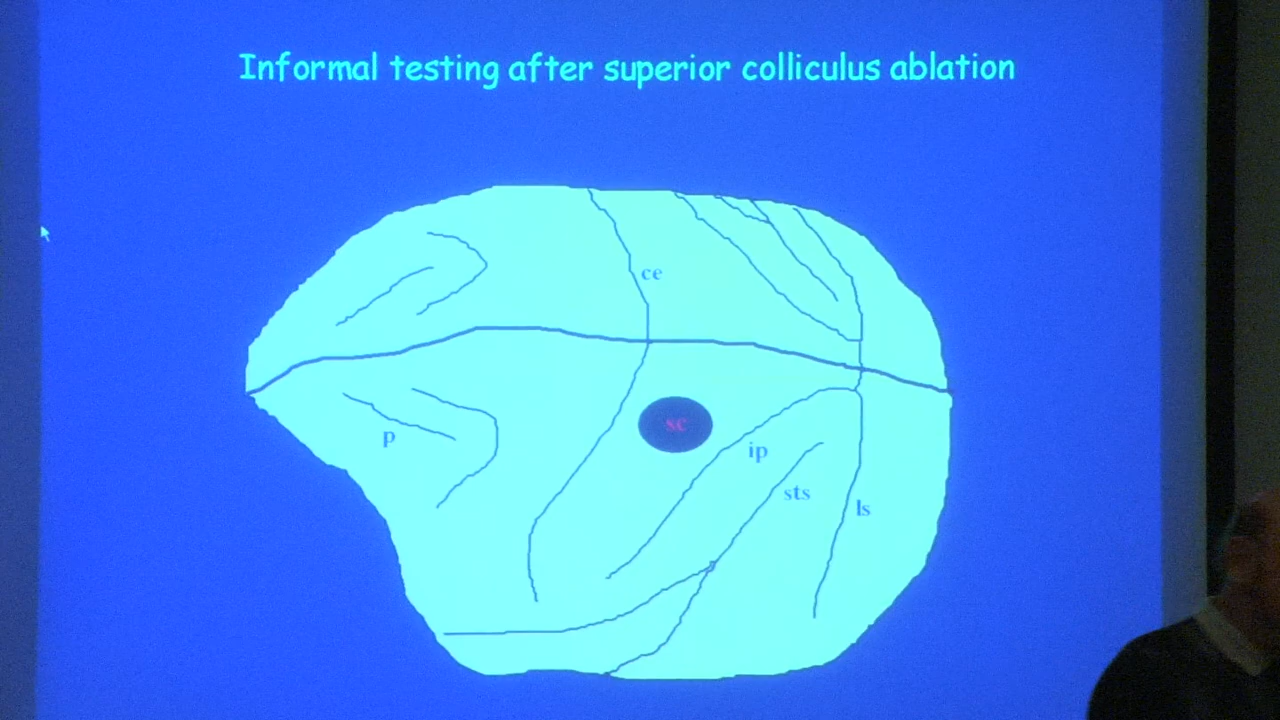 Informal testing after superior colliculus ablation
ce
sc
p
ip
sts
ls